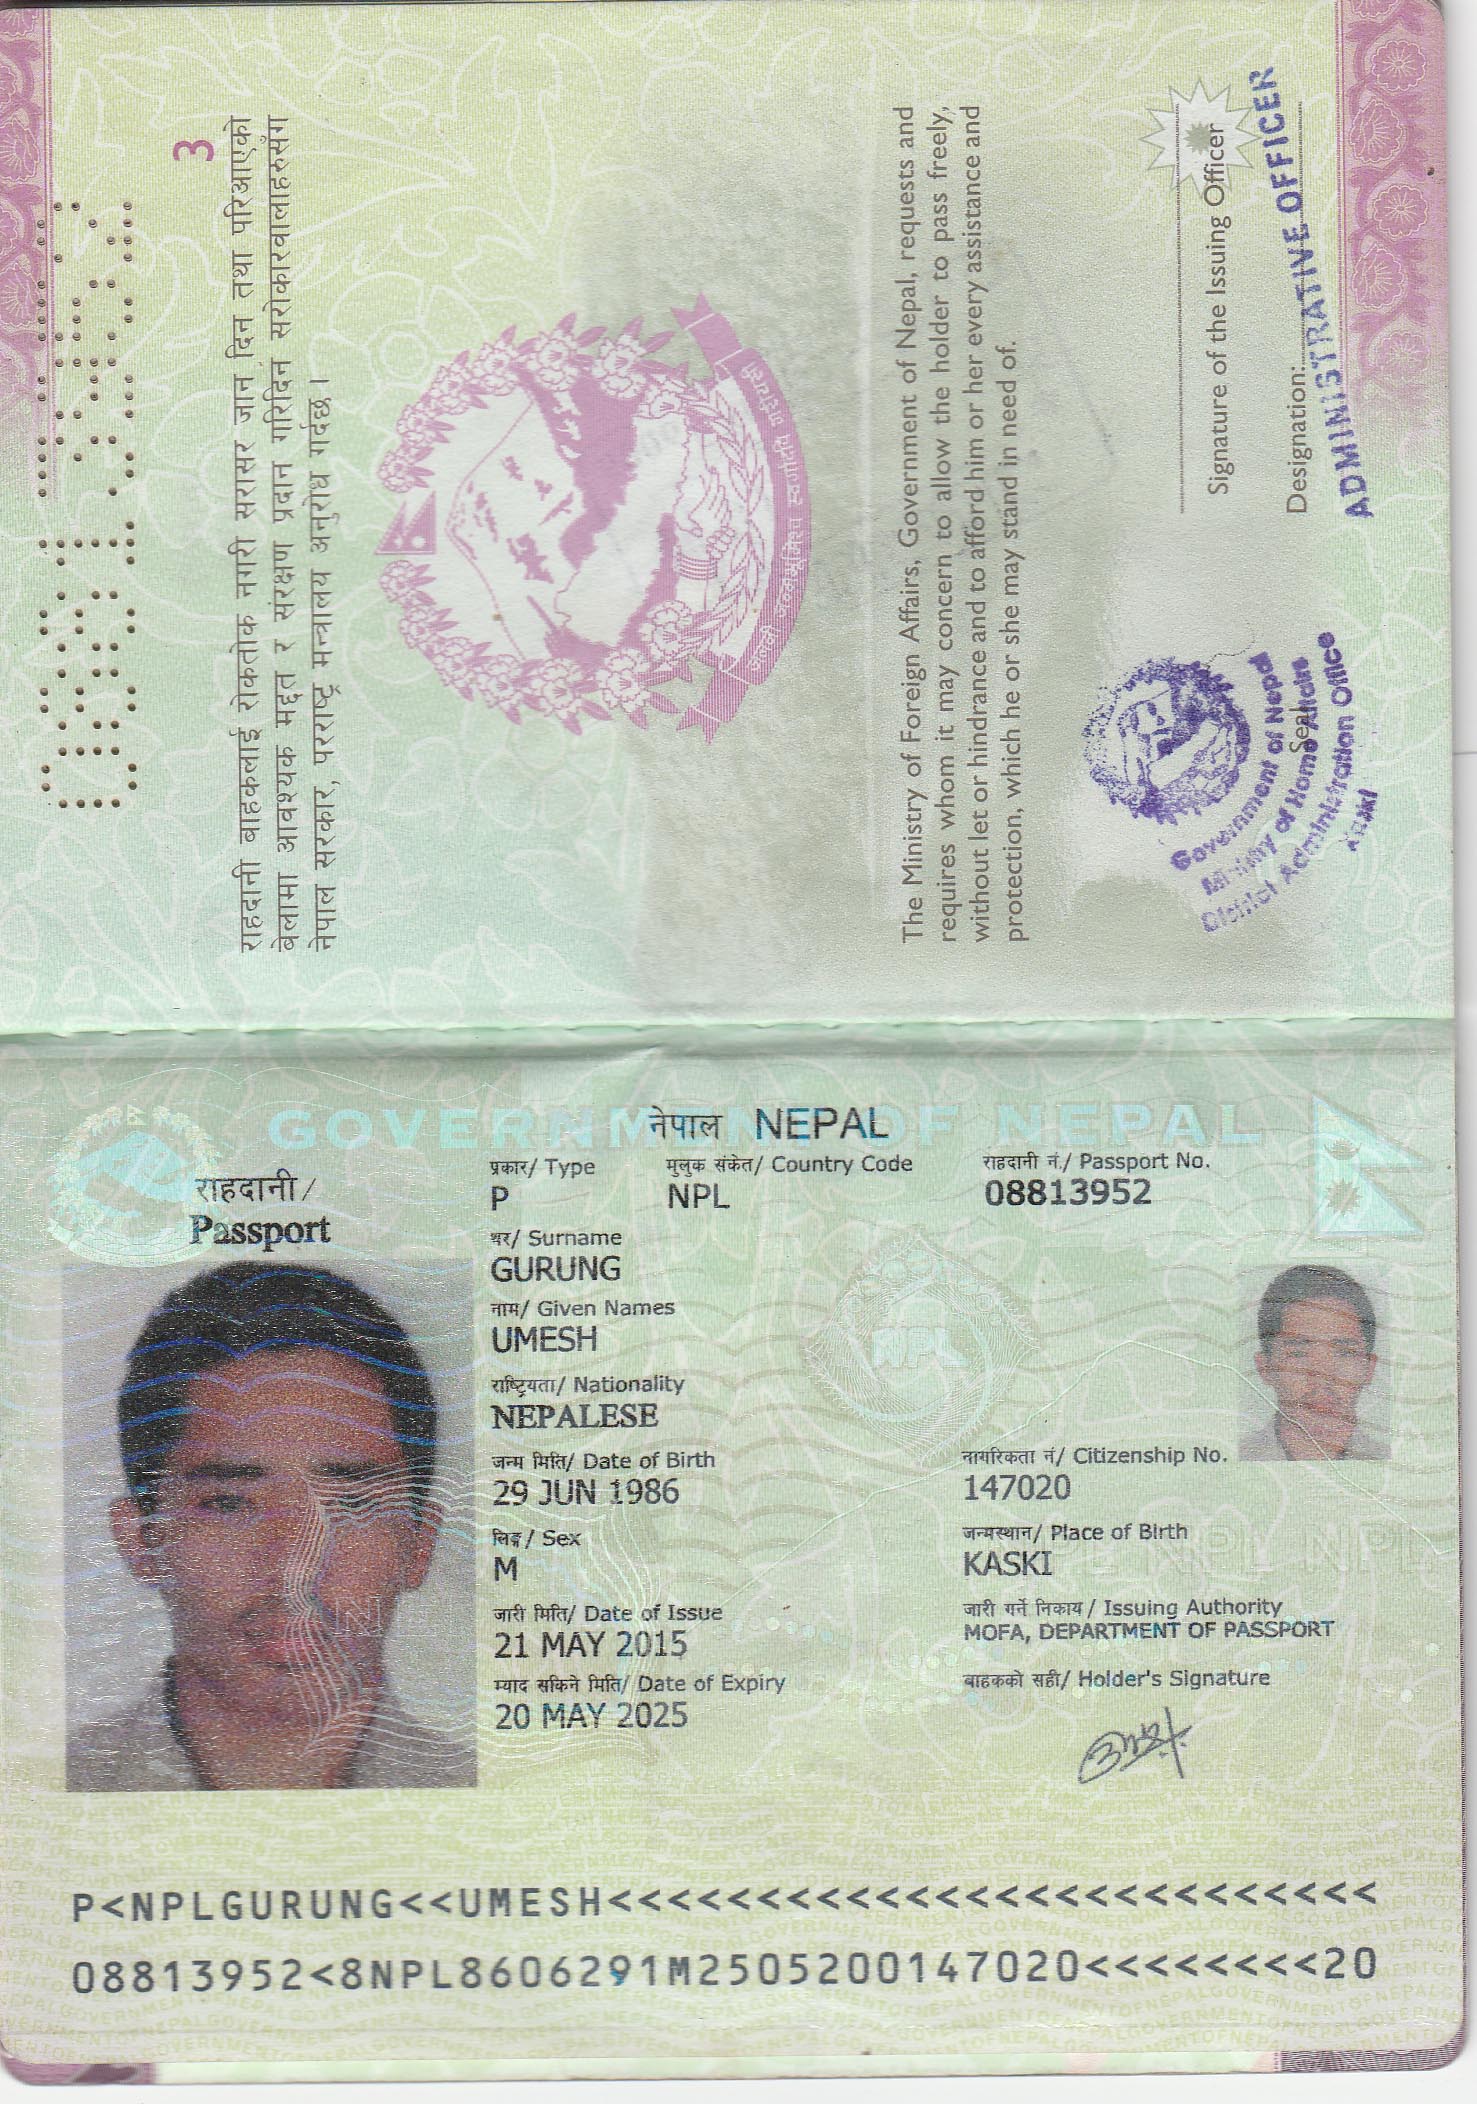 3
राहदानी बाहकलाई रोकतोक नगरी सरासर जान दिन तथा परिआएको
बेलामा आवश्यक मद्दत र संरक्षण प्रदान गरिदिन सरोकारवालाहरुसँग
नेपाल सरकार, परराष्ट्र मन्त्रालय अनुरोध गर्दछ ।
जननी जन्मभूमिश्च स्वर्गादपि गरीयसी
The Ministry of Foreign Affairs, Government of Nepal, requests and
requires whom it may concern to allow the holder to pass freely,
without let or hindrance and to afford him or her every assistance and
protection, which he or she may stand in need of.
Signature of the Issuing Officer
Designation:
ADMINISTRATIVE OFFICER
Seal
Government of Nepal
Ministry of Home Affairs
District Administration Office
Kaski
GOVERNMENT OF NEPAL
नेपाल NEPAL
राहदानी/
Passport
प्रकार/ Type
P
मुलुक संकेत/ Country Code
NPL
राहदानी नं./ Passport No.
08813952
थर/ Surname
GURUNG
नाम/ Given Names
UMESH
राष्ट्रियता/ Nationality
NEPALESE
जन्म मिति/ Date of Birth
29 JUN 1986
नागरिकता नं/ Citizenship No.
147020
लिङ्ग/ Sex
M
जन्मस्थान/ Place of Birth
KASKI
जारी मिति/ Date of Issue
21 MAY 2015
जारी गर्ने निकाय/ Issuing Authority
MOFA, DEPARTMENT OF PASSPORT
म्याद सकिने मिति/ Date of Expiry
20 MAY 2025
बाहकको सही/ Holder's Signature
NPL
P<NPLGURUNG<<UMESH<<<<<<<<<<<<<<<<<<<<<<<<<<
08813952<8NPL8606291M2505200147020<<<<<<<<20